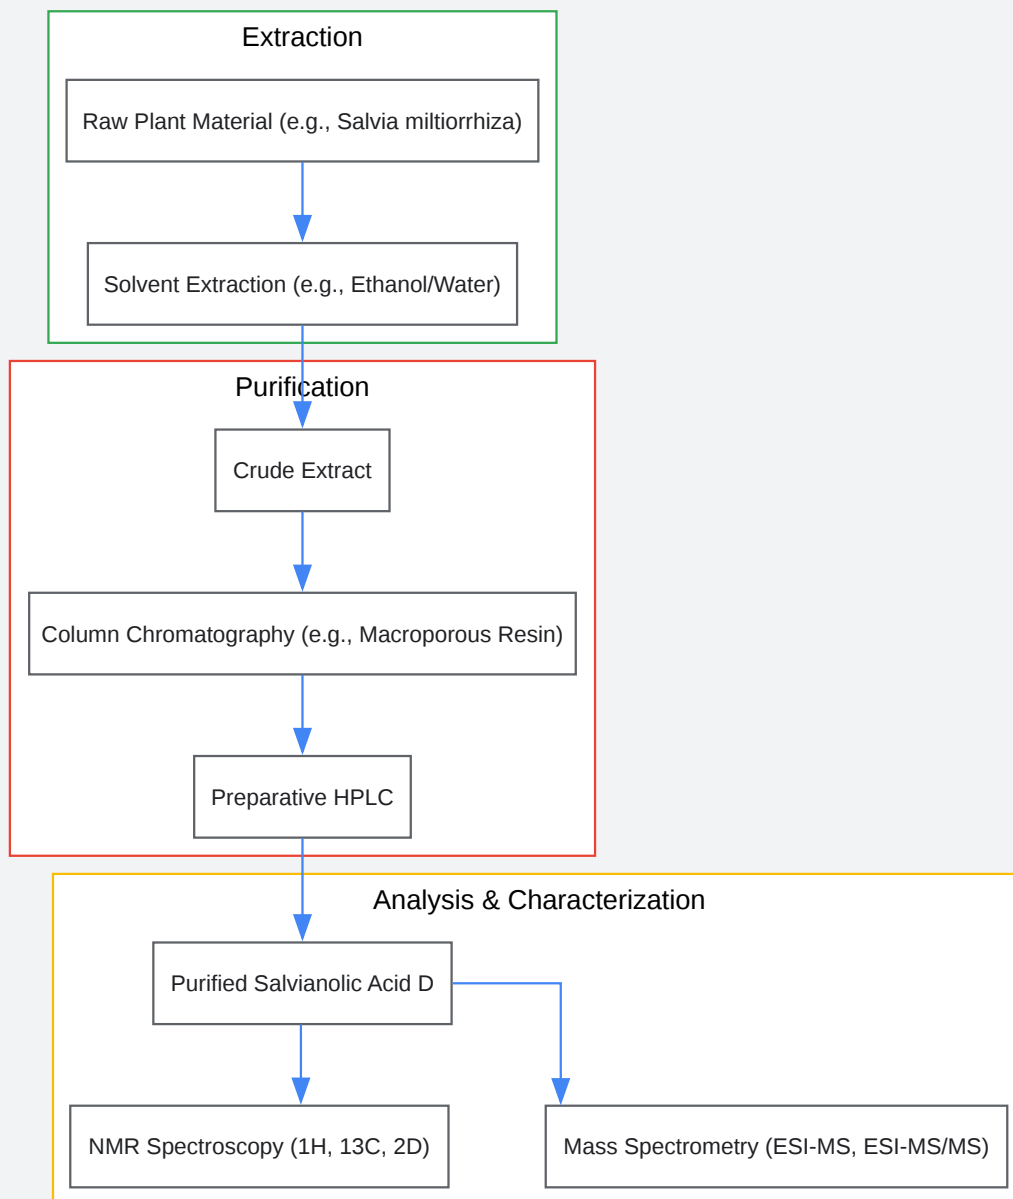 Extraction
Raw Plant Material (e.g., Salvia miltiorrhiza)
Solvent Extraction (e.g., Ethanol/Water)
Purification
Crude Extract
Column Chromatography (e.g., Macroporous Resin)
Preparative HPLC
Analysis & Characterization
Purified Salvianolic Acid D
NMR Spectroscopy (1H, 13C, 2D)
Mass Spectrometry (ESI-MS, ESI-MS/MS)